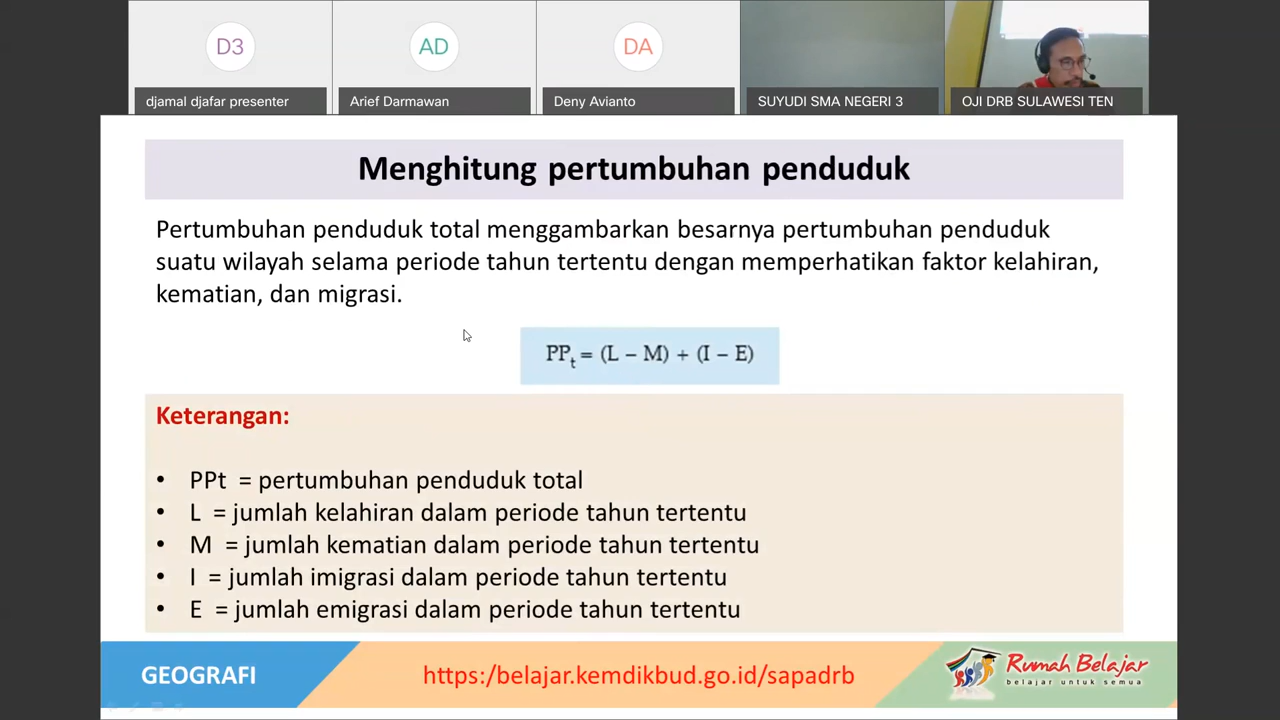 D3
AD
DA
djamal djafar presenter
Arief Darmawan
Deny Avianto
SUYUDI SMA NEGERI 3
OJI DRB SULAWESI TEN
Menghitung pertumbuhan penduduk
Pertumbuhan penduduk total menggambarkan besarnya pertumbuhan penduduk
suatu wilayah selama periode tahun tertentu dengan memperhatikan faktor kelahiran,
kematian, dan migrasi.
PPt = (L – M) + (I – E)
Keterangan:
• PPt = pertumbuhan penduduk total
• L = jumlah kelahiran dalam periode tahun tertentu
• M = jumlah kematian dalam periode tahun tertentu
• I = jumlah imigrasi dalam periode tahun tertentu
• E = jumlah emigrasi dalam periode tahun tertentu
GEOGRAFI
https:/belajar.kemdikbud.go.id/sapadrb
Rumah Belajar
belajar untuk semua